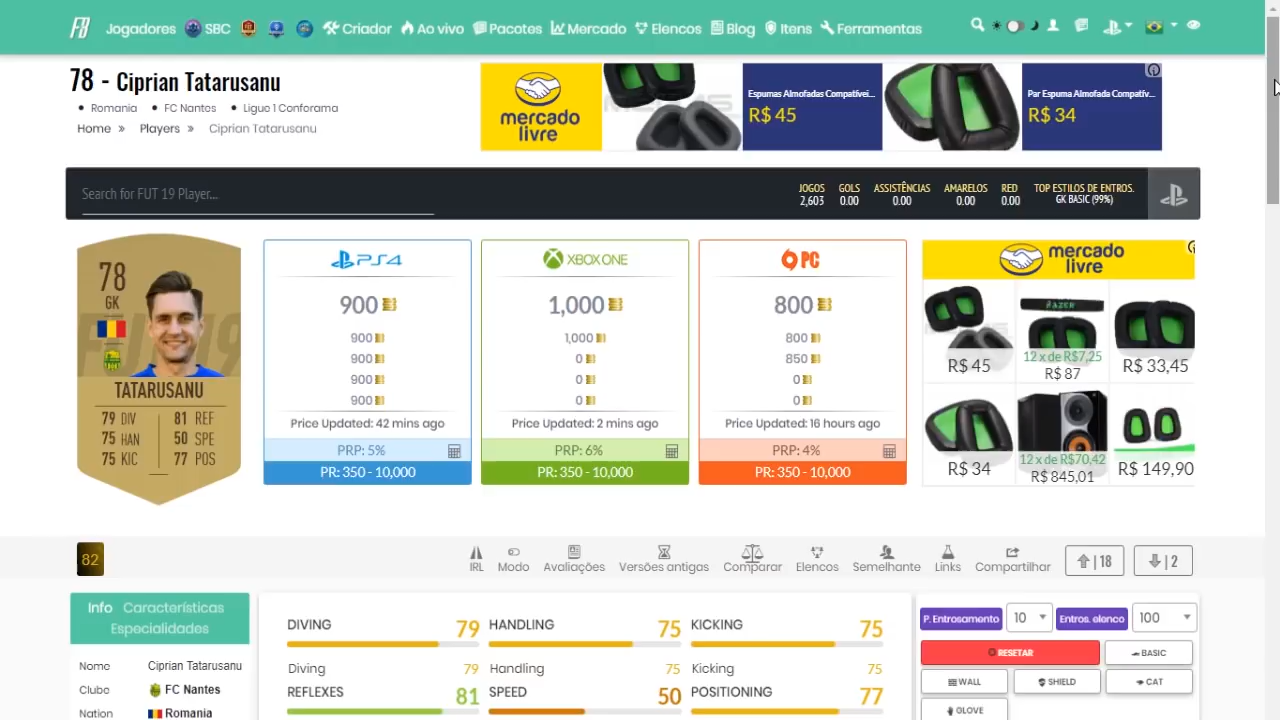 FB Jogadores SBC Criador Ao vivo Pacotes Mercado Elencos Blog Itens Ferramentas
78 - Ciprian Tatarusanu
Romania FC Nantes Ligue 1 Conforama
Home » Players » Ciprian Tatarusanu
mercado livre
Espumas Almofadas Compatívei...
R$ 45
Par Espuma Almofada Compatív...
R$ 34
Search for FUT 19 Player...
JOGOS GOLS ASSISTÊNCIAS AMARELOS RED TOP ESTILOS DE ENTROS.
2,603 0.00 0.00 0.00 0.00 GK BASIC (99%)
78
GK
TATARUSANU
79 DIV 81 REF
75 HAN 50 SPE
75 KIC 77 POS
PS4
900
900
900
900
900
Price Updated: 42 mins ago
PRP: 5%
PR: 350 - 10,000
XBOX ONE
1,000
1,000
0
0
0
Price Updated: 2 mins ago
PRP: 6%
PR: 350 - 10,000
PC
800
800
850
0
0
Price Updated: 16 hours ago
PRP: 4%
PR: 350 - 10,000
mercado livre
R$ 45
12 x de R$7,25
R$ 87
R$ 33,45
R$ 34
12 x de R$70,42
R$ 845,01
R$ 149,90
82
IRL Modo Avaliações Versões antigas Comparar Elencos Semelhante Links Compartilhar | 18 | 2
Info Características
Especialidades
Nome Ciprian Tatarusanu
Clube FC Nantes
Nation Romania
DIVING 79 HANDLING 75 KICKING 75
Diving 79 Handling 75 Kicking 75
REFLEXES 81 SPEED 50 POSITIONING 77
P. Entrosamento 10 Entros. elenco 100
RESETAR BASIC
WALL SHIELD CAT
GLOVE